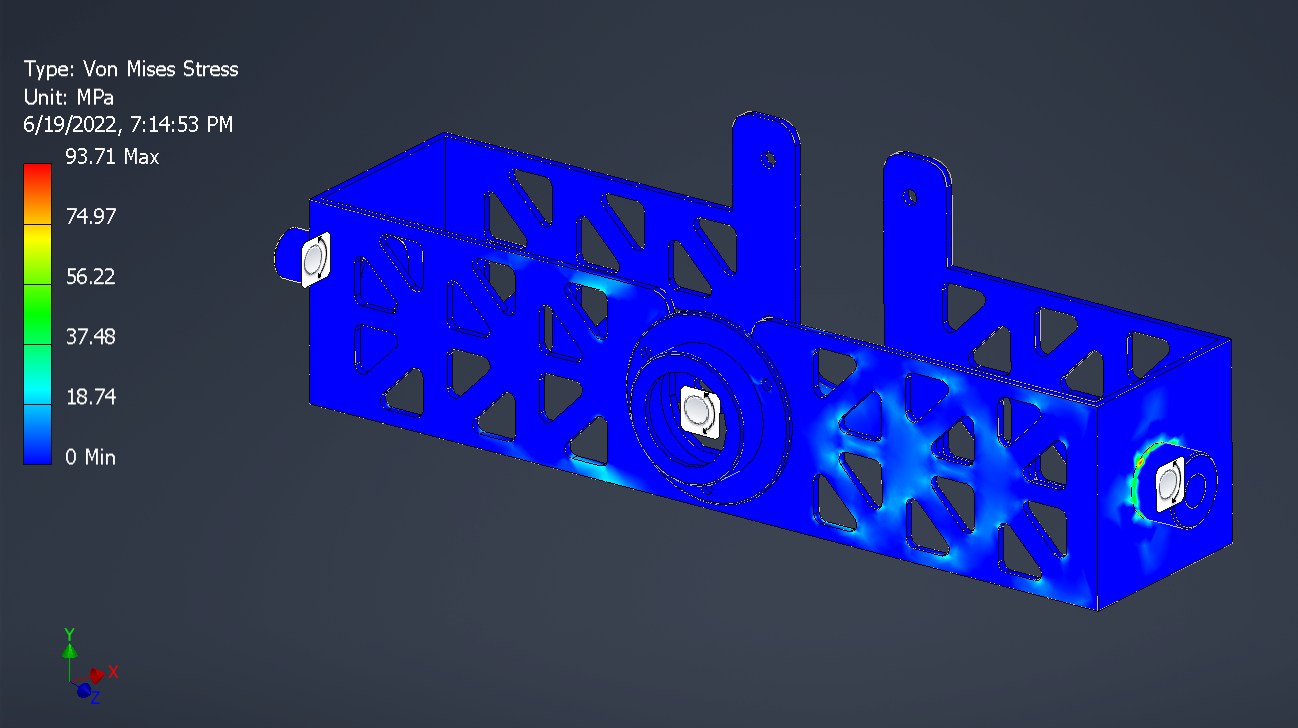 Type: Von Mises Stress
Unit: MPa
6/19/2022, 7:14:53 PM
93.71 Max
74.97
56.22
37.48
18.74
0 Min
Y
X
Z